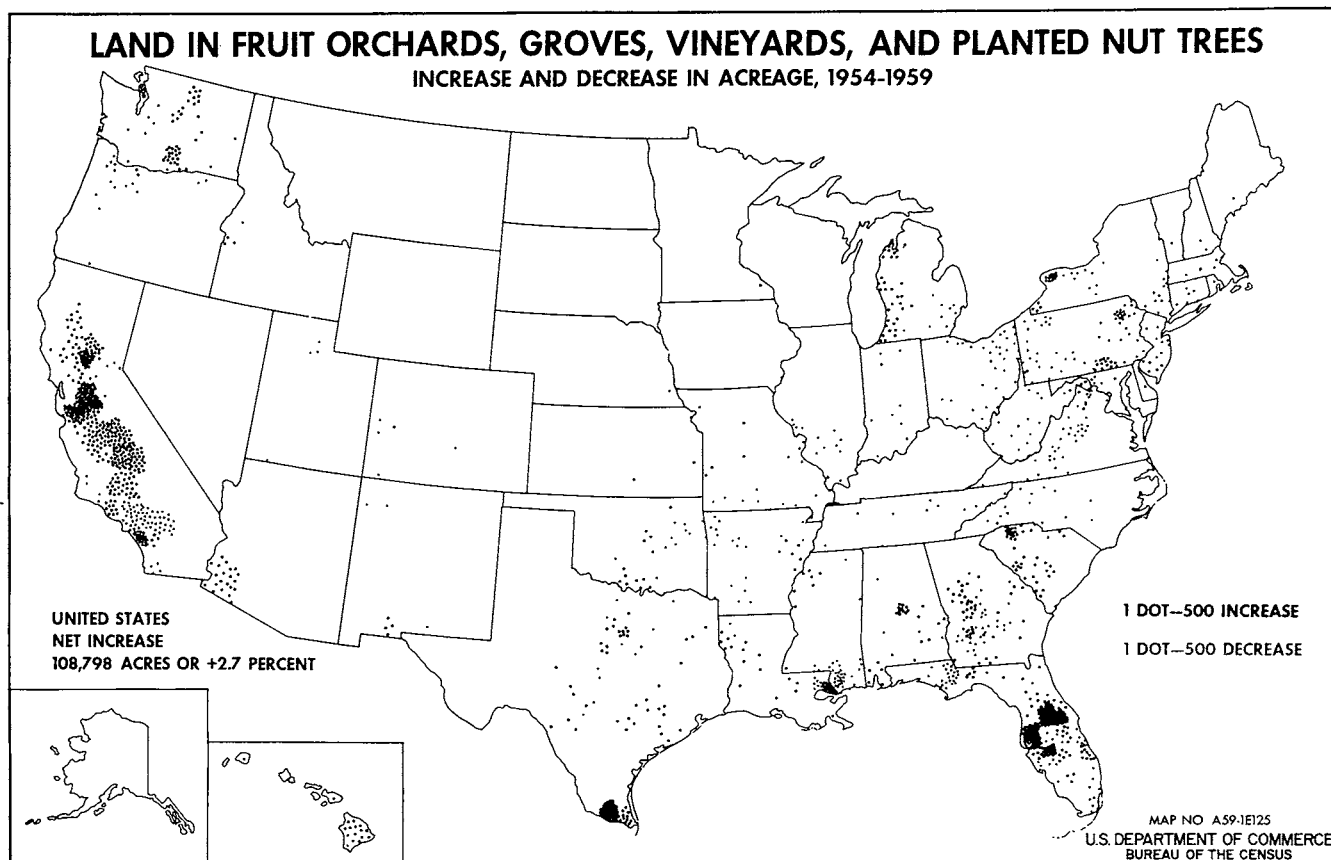 LAND IN FRUIT ORCHARDS, GROVES, VINEYARDS, AND PLANTED NUT TREES
INCREASE AND DECREASE IN ACREAGE, 1954-1959
UNITED STATES
NET INCREASE
108,798 ACRES OR +2.7 PERCENT
1 DOT—500 INCREASE
1 DOT—500 DECREASE
MAP NO A59-1E125
U.S. DEPARTMENT OF COMMERCE
BUREAU OF THE CENSUS